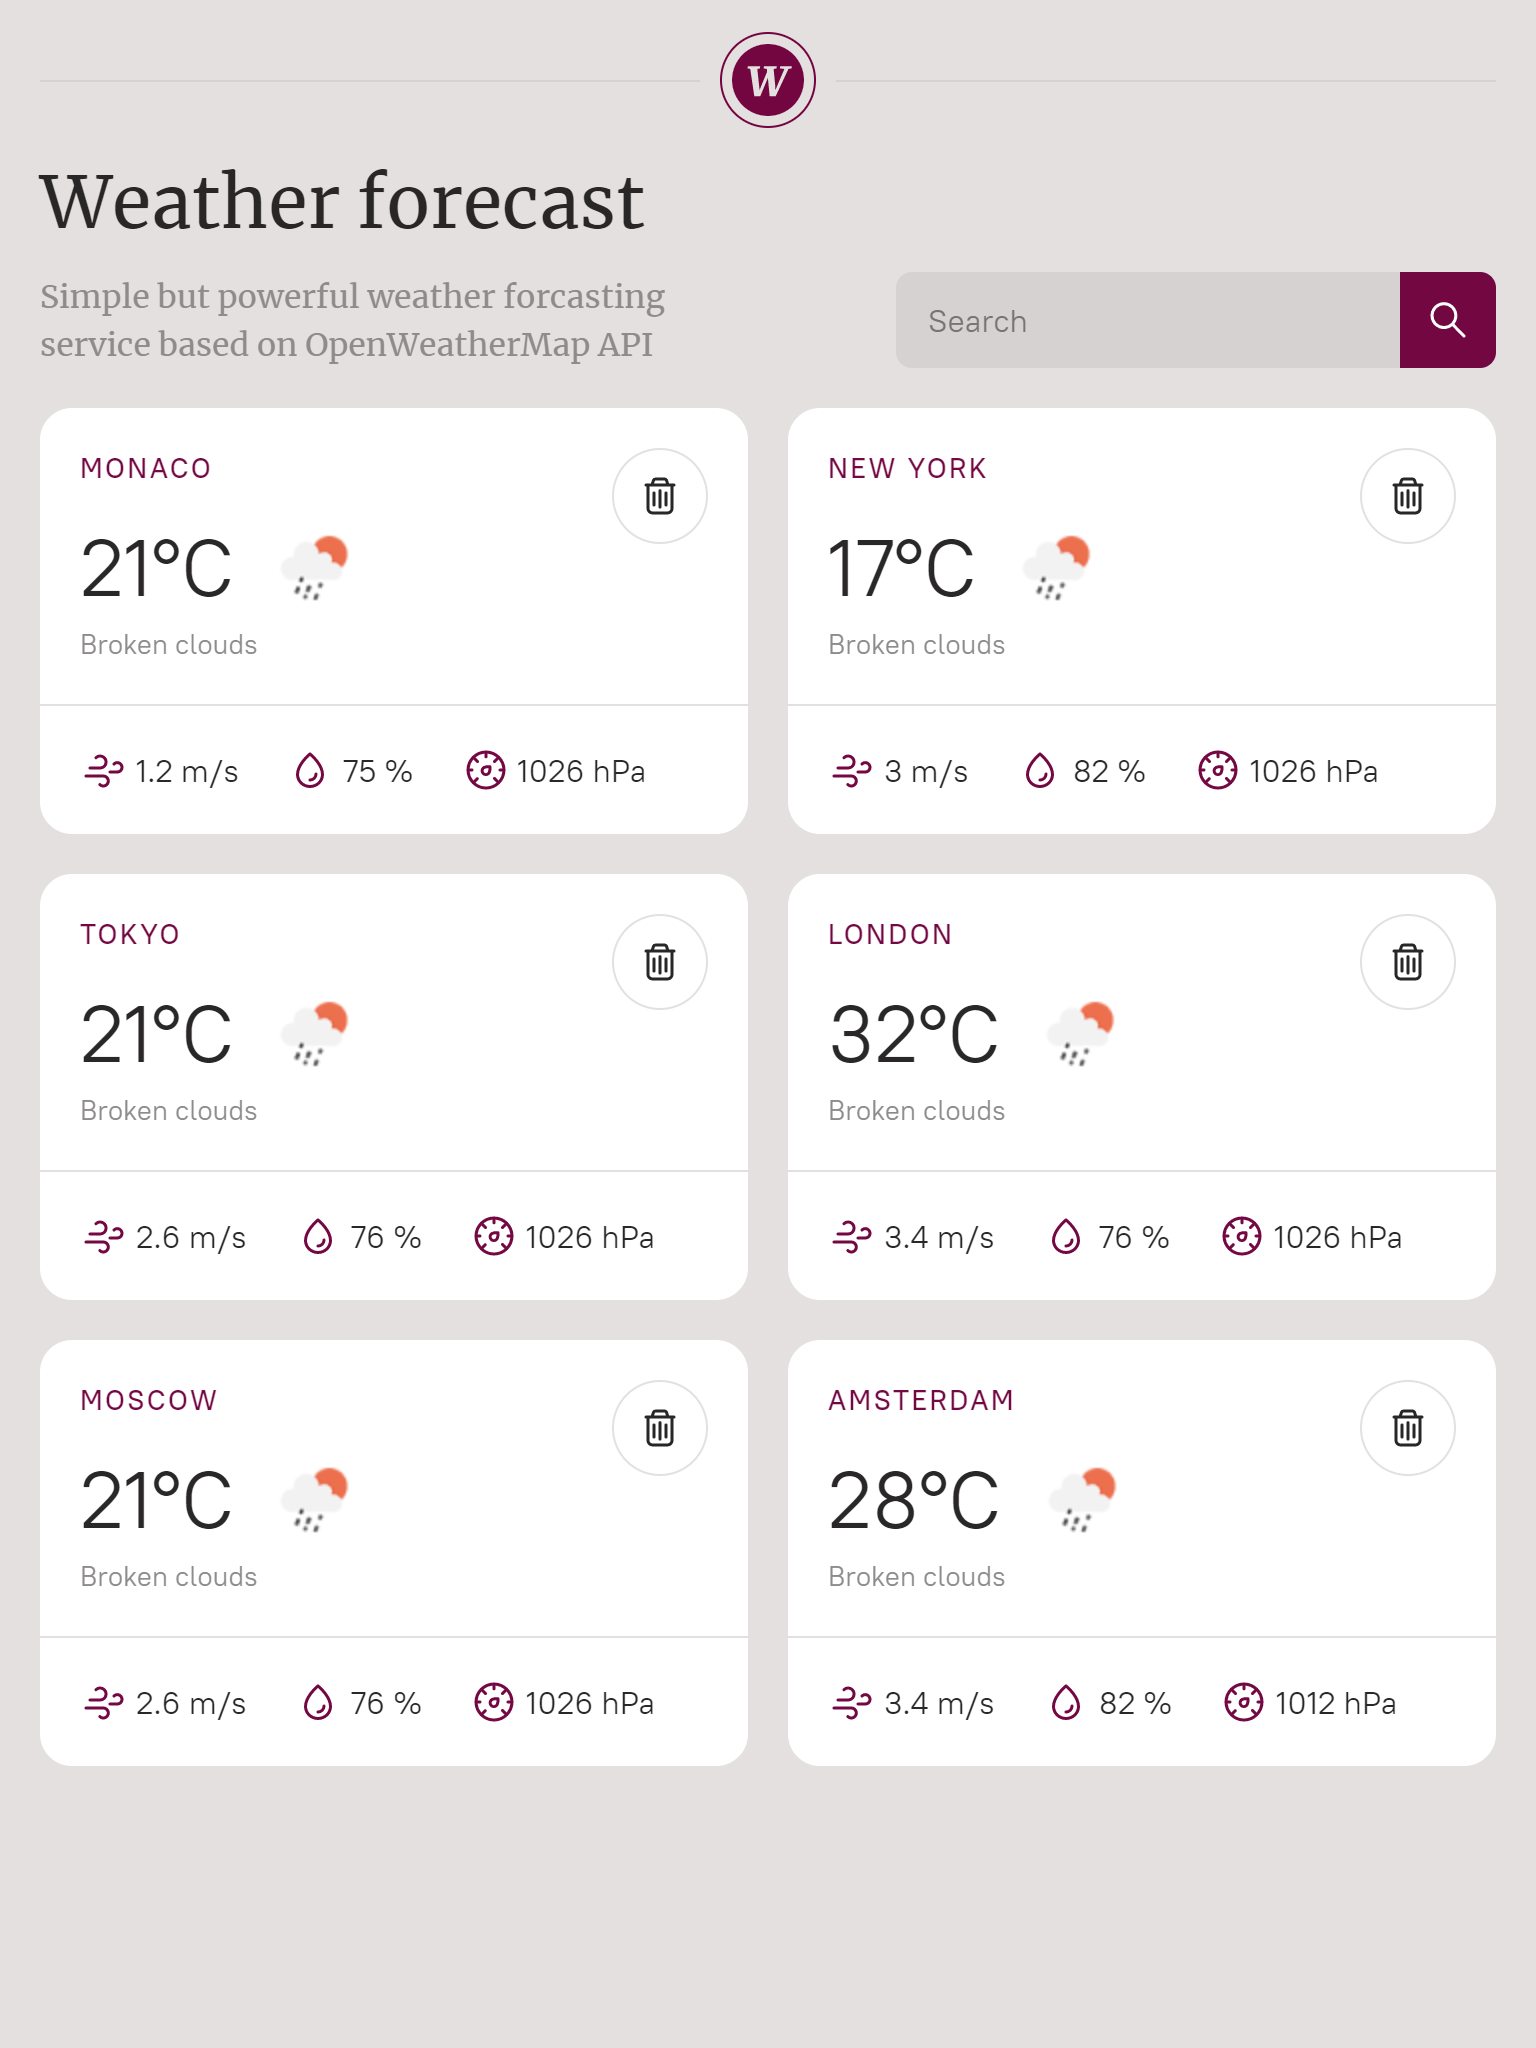 W
Weather forecast
Simple but powerful weather forcasting
service based on OpenWeatherMap API
Search
MONACO
21°C
Broken clouds
1.2 m/s 75 % 1026 hPa
NEW YORK
17°C
Broken clouds
3 m/s 82 % 1026 hPa
TOKYO
21°C
Broken clouds
2.6 m/s 76 % 1026 hPa
LONDON
32°C
Broken clouds
3.4 m/s 76 % 1026 hPa
MOSCOW
21°C
Broken clouds
2.6 m/s 76 % 1026 hPa
AMSTERDAM
28°C
Broken clouds
3.4 m/s 82 % 1012 hPa